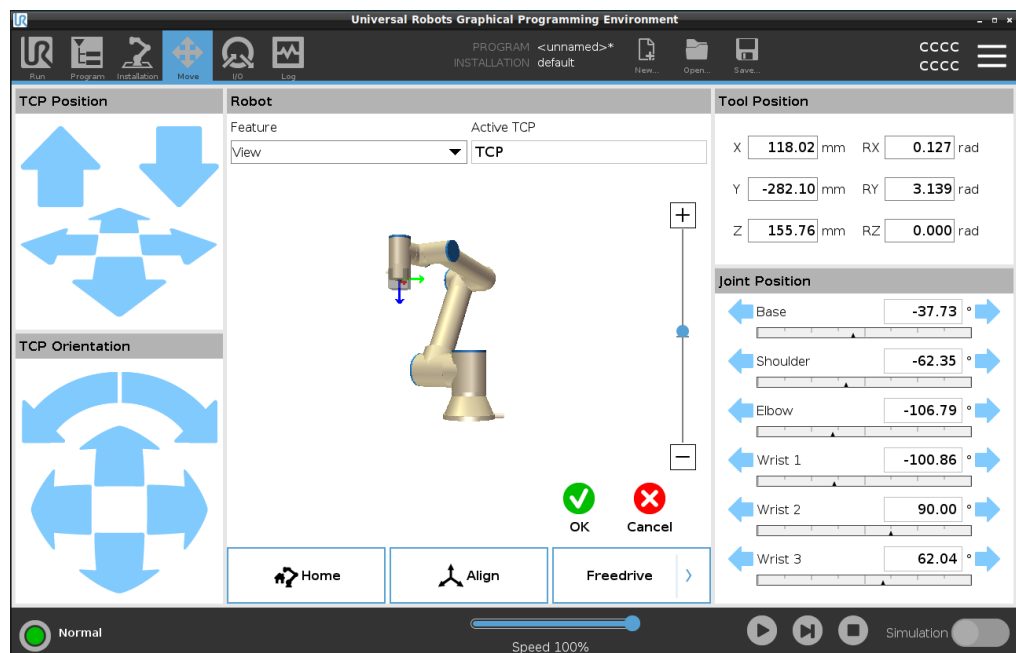 UR
Universal Robots Graphical Programming Environment
UR
Run
Program
Installation
Move
I/O
Log
PROGRAM <unnamed>*
INSTALLATION default
New...
Open...
Save...
CCCC
CCCC
TCP Position
TCP Orientation
Robot
Feature
Active TCP
View
TCP
+
−
OK
Cancel
Home
Align
Freedrive
Tool Position
X 118.02 mm RX 0.127 rad
Y -282.10 mm RY 3.139 rad
Z 155.76 mm RZ 0.000 rad
Joint Position
Base -37.73 °
Shoulder -62.35 °
Elbow -106.79 °
Wrist 1 -100.86 °
Wrist 2 90.00 °
Wrist 3 62.04 °
Normal
Speed 100%
Simulation